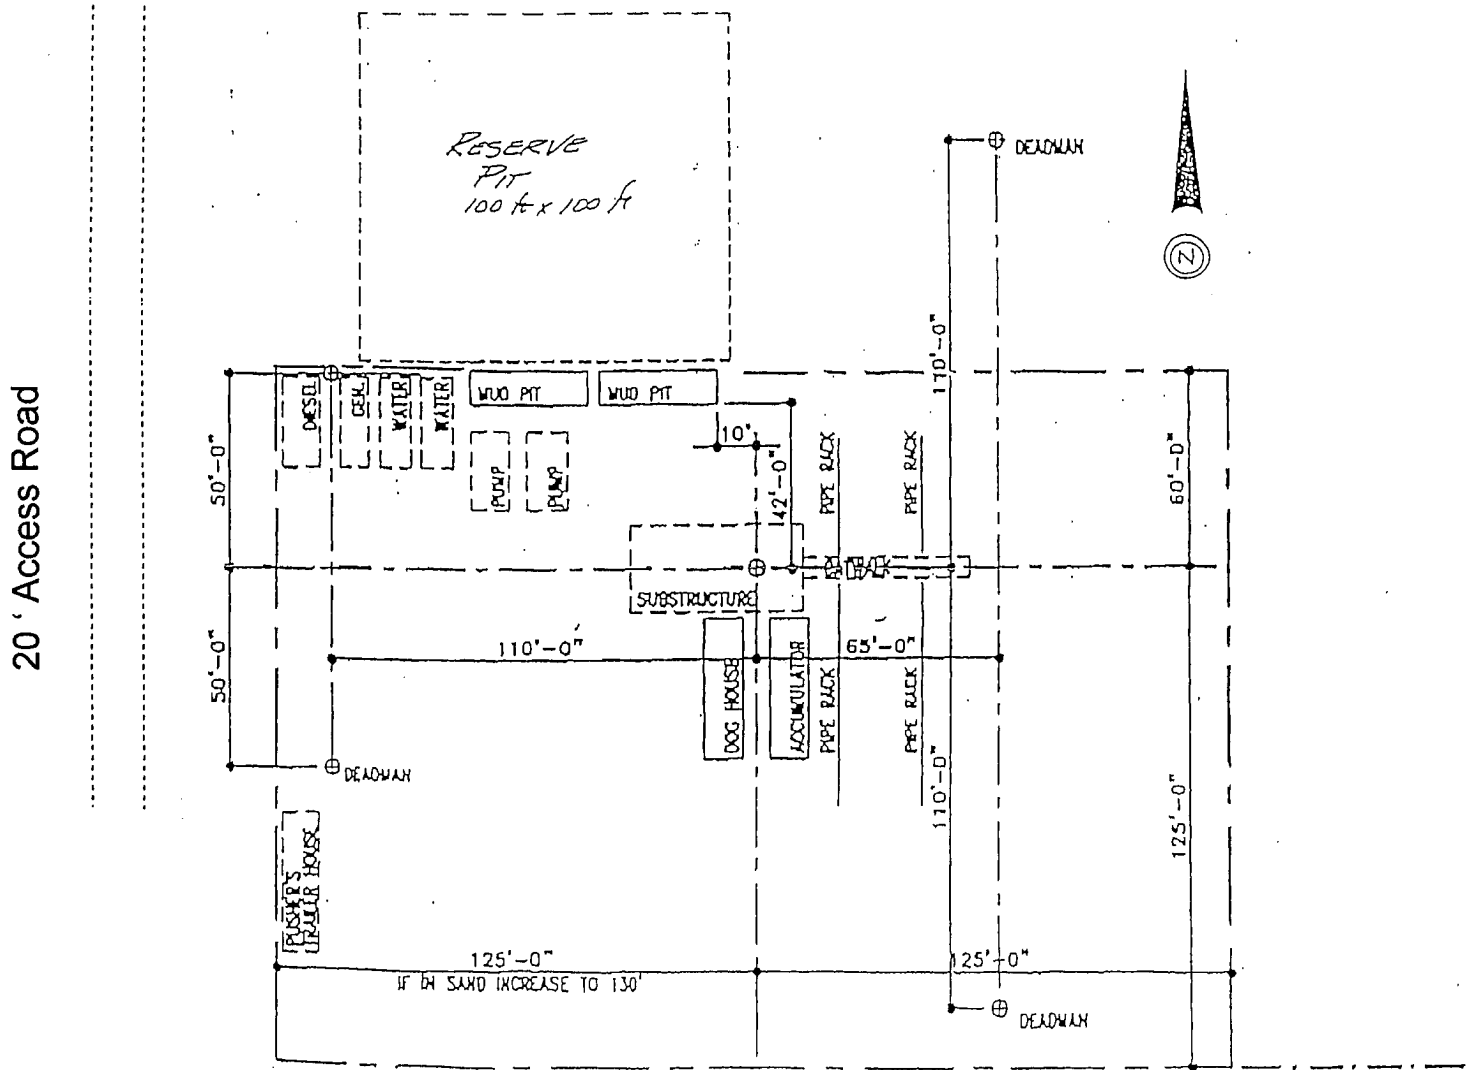 RESERVE
PIT
100 ft x 100 ft
DEADMAN
N
20 ' Access Road
110'-0"
50'-0"
DIESEL
GEN.
WATER
WATER
MUD PIT
MUD PIT
10'
42'-0"
PUMP
PUMP
PIPE RACK
PIPE RACK
60'-0"
SUBSTRUCTURE
50'-0"
110'-0"
65'-0"
DOG HOUSE
ACCUMULATOR
PIPE RACK
PIPE RACK
DEADMAN
110'-0"
125'-0"
PUSHER'S
TRAILER HOUSE
125'-0"
125'-0"
IF IN SAND INCREASE TO 130'
DEADMAN